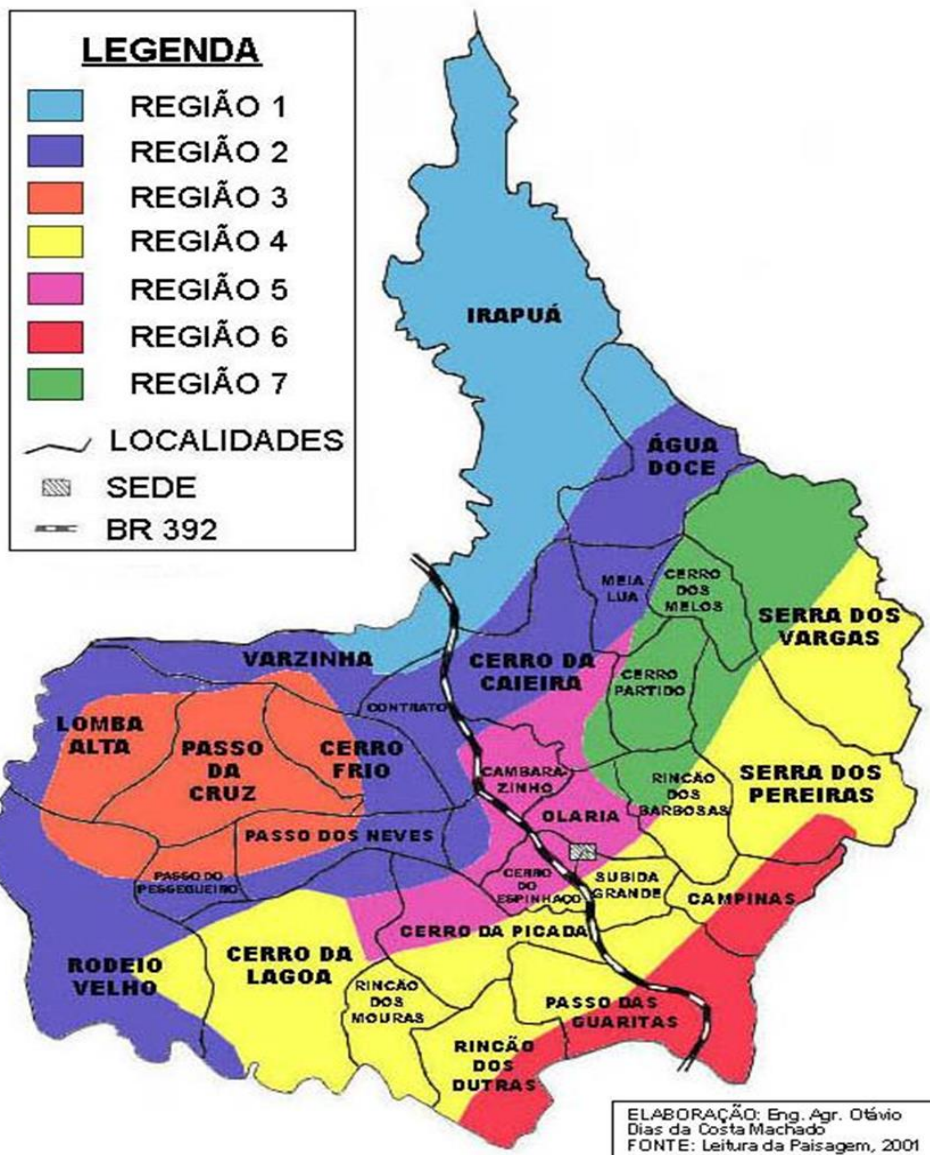 LEGENDA
REGIÃO 1
REGIÃO 2
REGIÃO 3
REGIÃO 4
REGIÃO 5
REGIÃO 6
REGIÃO 7
LOCALIDADES
SEDE
BR 392
IRAPUÁ
ÁGUA
DOCE
MEIA
LUA
CERRO
DOS
MELOS
SERRA DOS
VARGAS
VARZINHA
CERRO DA
CAIEIRA
CERRO
PARTIDO
CONTRATO
LOMBA
ALTA
PASSO
DA
CRUZ
CERRO
FRIO
CAMBARA-
ZINHO
RINCÃO
DOS
BARBOSAS
SERRA DOS
PEREIRAS
OLARIA
PASSO DOS NEVES
PASSO DO
PESSEGUEIRO
CERRO
DO
ESPINHAÇO
SUBIDA
GRANDE
CAMPINAS
CERRO DA PICADA
RODEIO
VELHO
CERRO DA
LAGOA
RINCÃO
DOS
MOURAS
PASSO DAS
GUARITAS
RINCÃO
DOS
DUTRAS
ELABORAÇÃO: Eng. Agr. Otávio
Dias da Costa Machado
FONTE: Leitura da Paisagem, 2001